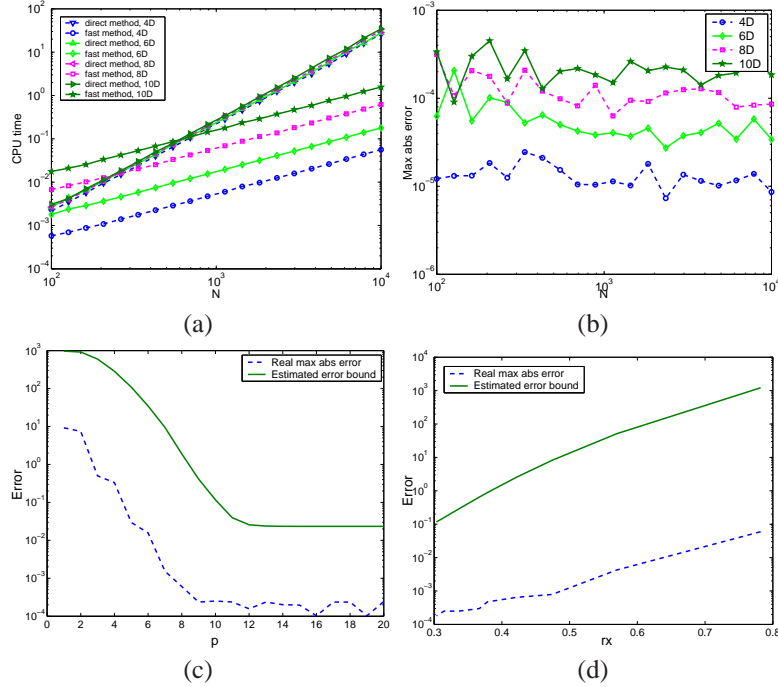 direct method, 4D
fast method, 4D
direct method, 6D
fast method, 6D
direct method, 8D
fast method, 8D
direct method, 10D
fast method, 10D
CPU time
10^2
10^1
10^0
10^−1
10^−2
10^−3
10^−4
10^2
10^3
10^4
N
(a)
4D
6D
8D
10D
Max abs error
10^−3
10^−4
10^−5
10^−6
10^2
10^3
10^4
N
(b)
Real max abs error
Estimated error bound
Error
10^3
10^2
10^1
10^0
10^−1
10^−2
10^−3
10^−4
0
2
4
6
8
10
12
14
16
18
20
p
(c)
Real max abs error
Estimated error bound
Error
10^4
10^3
10^2
10^1
10^0
10^−1
10^−2
10^−3
10^−4
0.3
0.4
0.5
0.6
0.7
0.8
rx
(d)